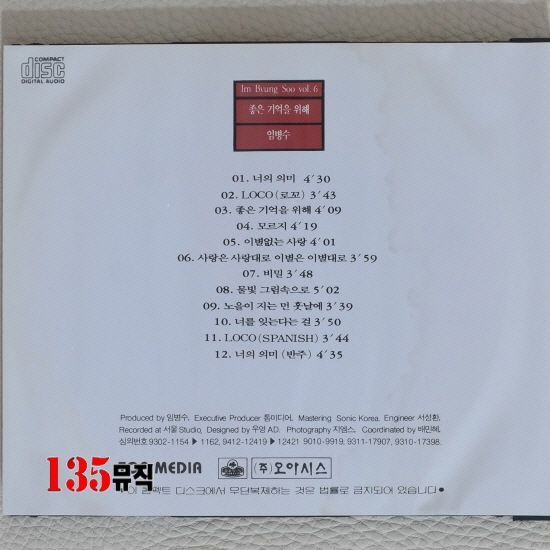 COMPACT
disc
DIGITAL AUDIO
Im Byung Soo vol. 6
좋은 기억을 위해
임병수
01. 너의 의미 4´30
02. LOCO (로꼬) 3´43
03. 좋은 기억을 위해 4´09
04. 모르지 4´19
05. 이별없는 사랑 4´01
06. 사랑은 사랑대로 이별은 이별대로 3´59
07. 비밀 3´48
08. 물빛 그림속으로 5´02
09. 노을이 지는 먼 훗날에 3´39
10. 너를 잊는다는 걸 3´50
11. LOCO (SPANISH) 3´44
12. 너의 의미 (반주) 4´35
Produced by 임병수, Executive Producer 톰미디어, Mastering Sonic Korea, Engineer 서성환,
Recorded at 서울 Studio, Designed by 우영 AD. Photography 지엠스, Coordinated by 배민혜,
심의번호 9302-1154 ▶ 1162, 9412-12419 ▶ 12421 9010-9919, 9311-17907, 9310-17398.
135뮤직
MEDIA
(주)오아시스
디스크에서 무단복제하는 것은 법률로 금지되어 있습니다